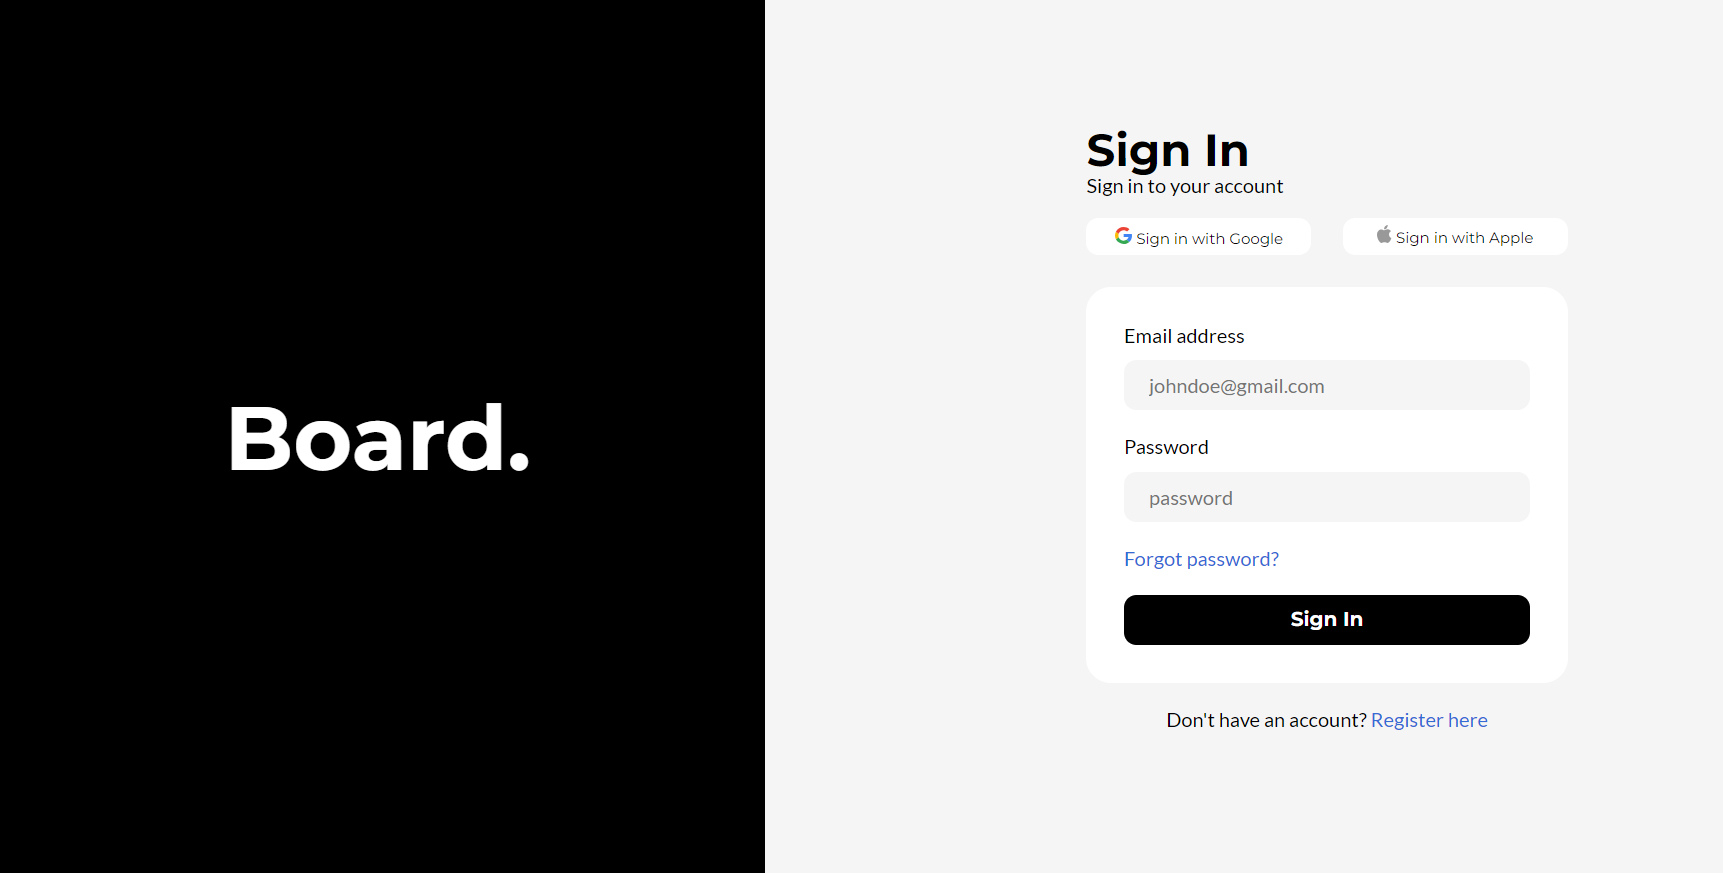 Board.
Sign In
Sign in to your account
Sign in with Google
Sign in with Apple
Email address
johndoe@gmail.com
Password
password
Forgot password?
Sign In
Don't have an account? Register here